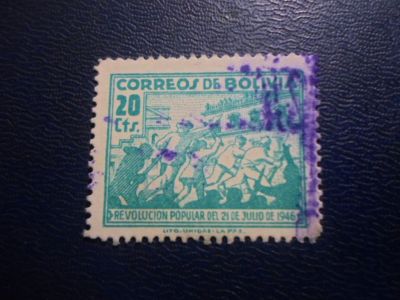 CORREOS DE BOLIVIA
20
Cts.
REVOLUCION POPULAR DEL 21 DE JULIO DE 1946
LITO. UNIDAS - LA PAZ.